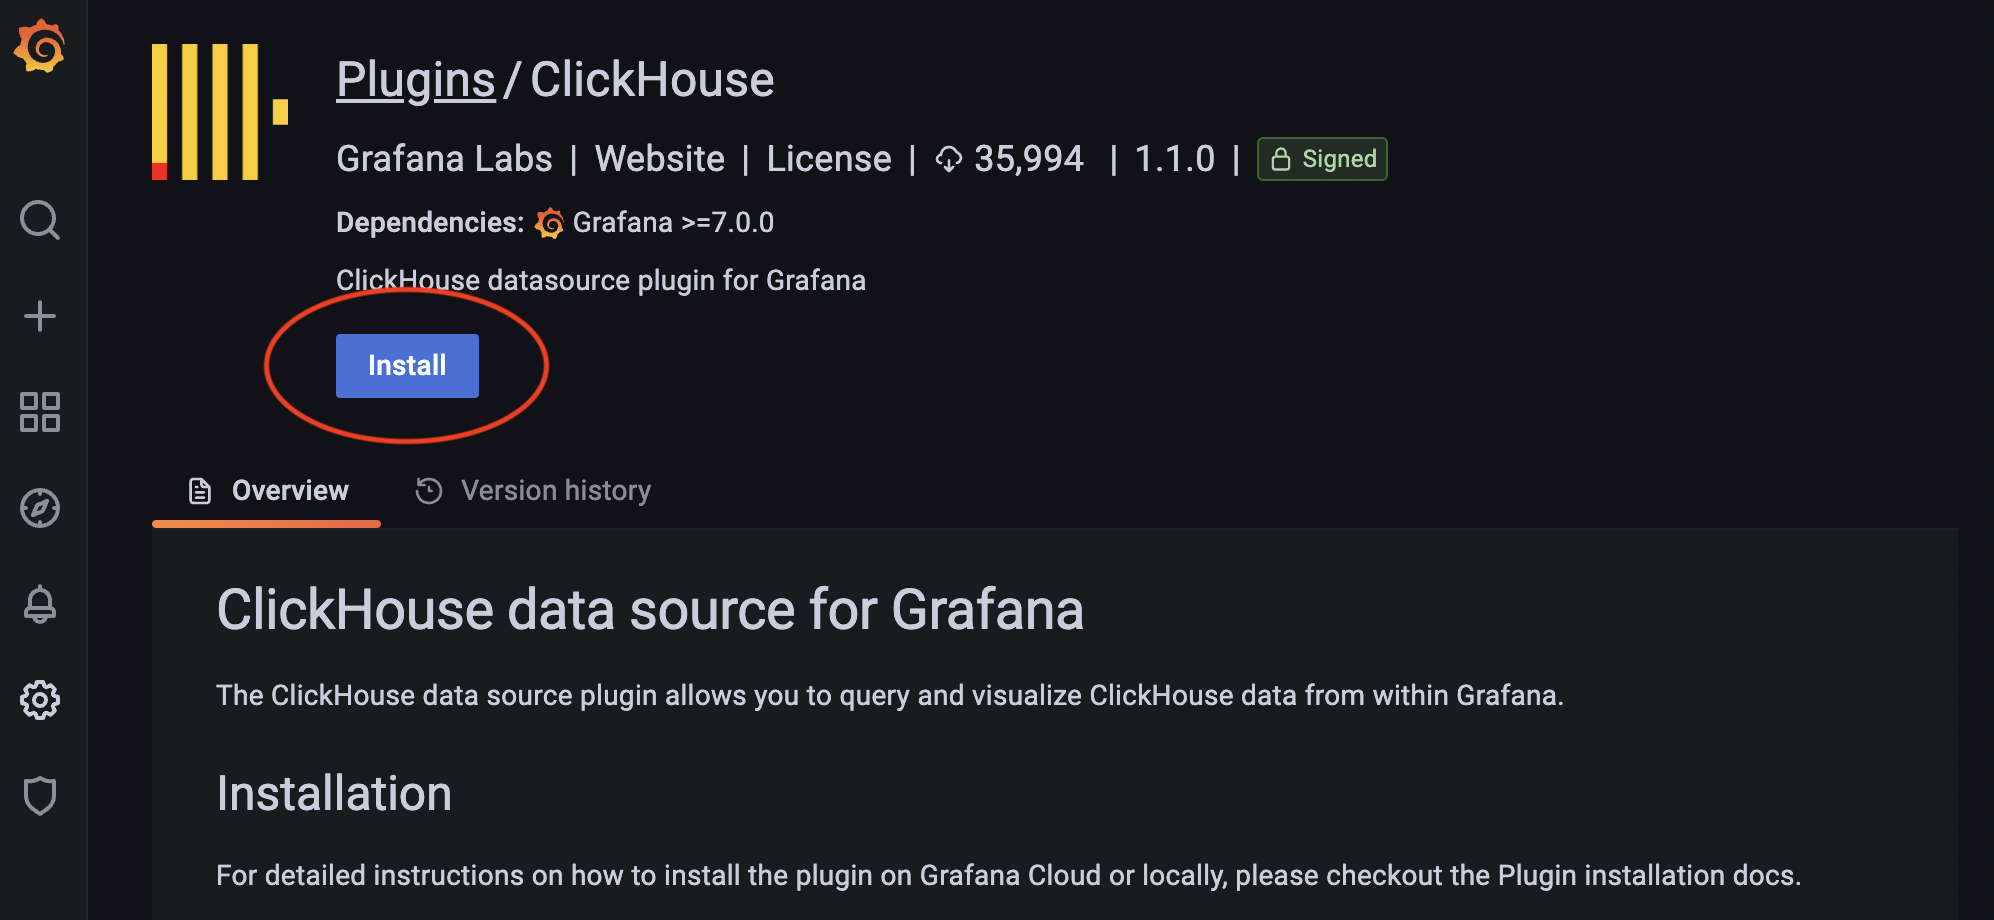 Plugins / ClickHouse
Grafana Labs | Website | License | 35,994 | 1.1.0 | Signed
Dependencies: Grafana >=7.0.0
ClickHouse datasource plugin for Grafana
Install
Overview Version history
ClickHouse data source for Grafana
The ClickHouse data source plugin allows you to query and visualize ClickHouse data from within Grafana.
Installation
For detailed instructions on how to install the plugin on Grafana Cloud or locally, please checkout the Plugin installation docs.